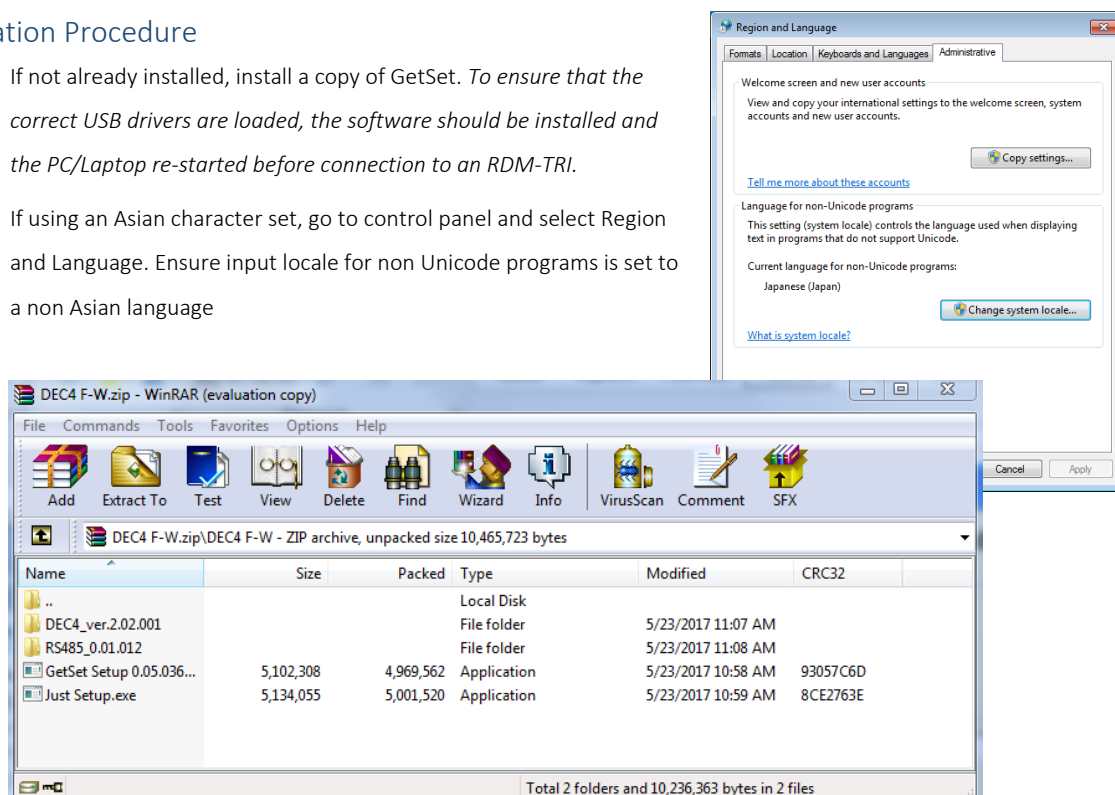 ation Procedure
If not already installed, install a copy of GetSet. To ensure that the
correct USB drivers are loaded, the software should be installed and
the PC/Laptop re-started before connection to an RDM-TRI.
If using an Asian character set, go to control panel and select Region
and Language. Ensure input locale for non Unicode programs is set to
a non Asian language
Region and Language
Formats Location Keyboards and Languages Administrative
Welcome screen and new user accounts
View and copy your international settings to the welcome screen, system
accounts and new user accounts.
Copy settings...
Tell me more about these accounts
Language for non-Unicode programs
This setting (system locale) controls the language used when displaying
text in programs that do not support Unicode.
Current language for non-Unicode programs:
Japanese (Japan)
Change system locale...
What is system locale?
Cancel Apply
DEC4 F-W.zip - WinRAR (evaluation copy)
File Commands Tools Favorites Options Help
Add Extract To Test View Delete Find Wizard Info VirusScan Comment SFX
DEC4 F-W.zip\DEC4 F-W - ZIP archive, unpacked size 10,465,723 bytes
Name Size Packed Type Modified CRC32
.. Local Disk
DEC4_ver.2.02.001 File folder 5/23/2017 11:07 AM
RS485_0.01.012 File folder 5/23/2017 11:08 AM
GetSet Setup 0.05.036... 5,102,308 4,969,562 Application 5/23/2017 10:58 AM 93057C6D
Just Setup.exe 5,134,055 5,001,520 Application 5/23/2017 10:59 AM 8CE2763E
Total 2 folders and 10,236,363 bytes in 2 files